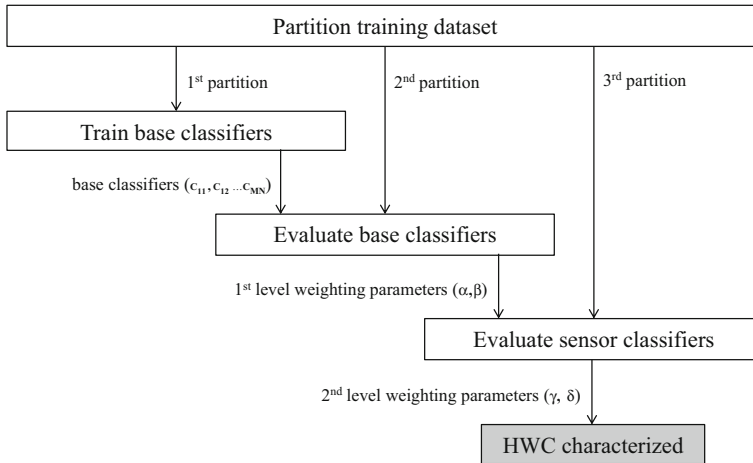 Partition training dataset
1st partition
2nd partition
3rd partition
Train base classifiers
base classifiers (c11, c12 ...cMN)
Evaluate base classifiers
1st level weighting parameters (α,β)
Evaluate sensor classifiers
2nd level weighting parameters (γ, δ)
HWC characterized